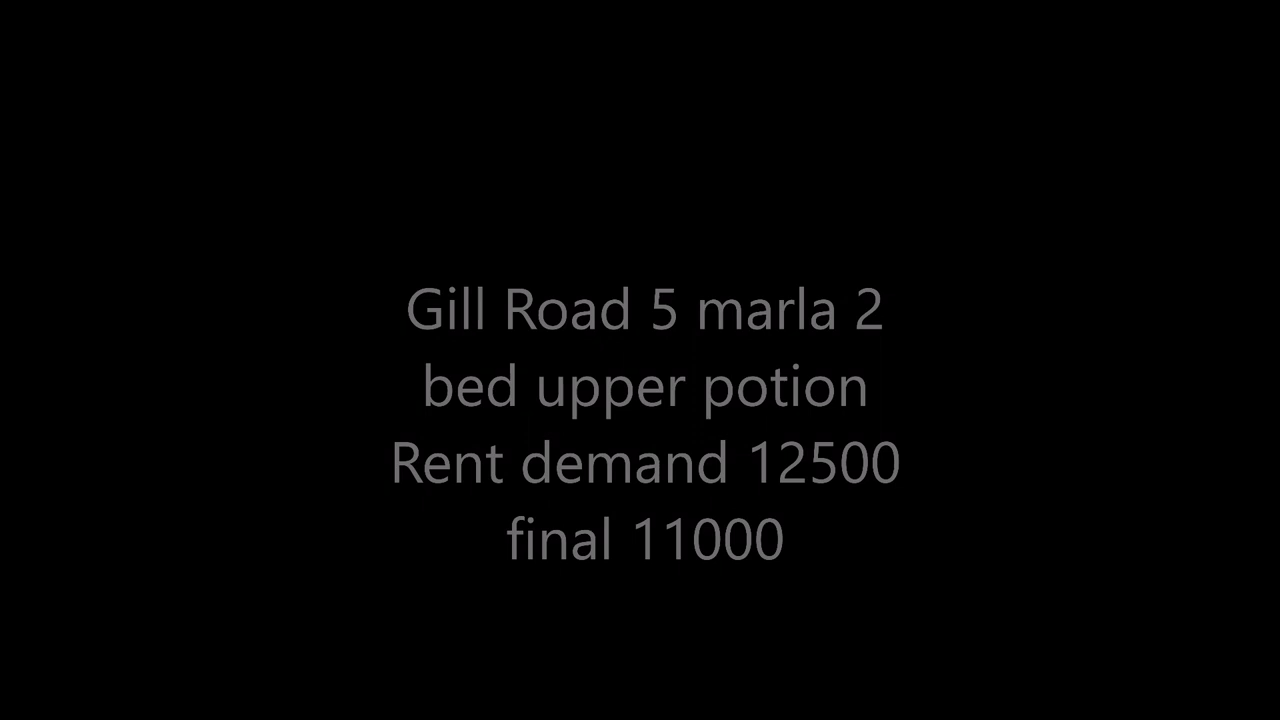 Gill Road 5 marla 2
bed upper potion
Rent demand 12500
final 11000